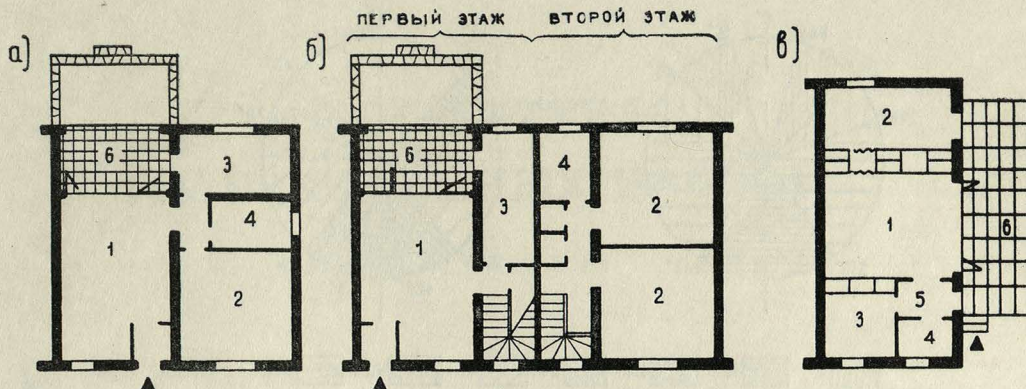 ПЕРВЫЙ ЭТАЖ ВТОРОЙ ЭТАЖ
а) б) в)
6 3 4 1 2
6 3 4 1 2 2
2 1 6 5 3 4